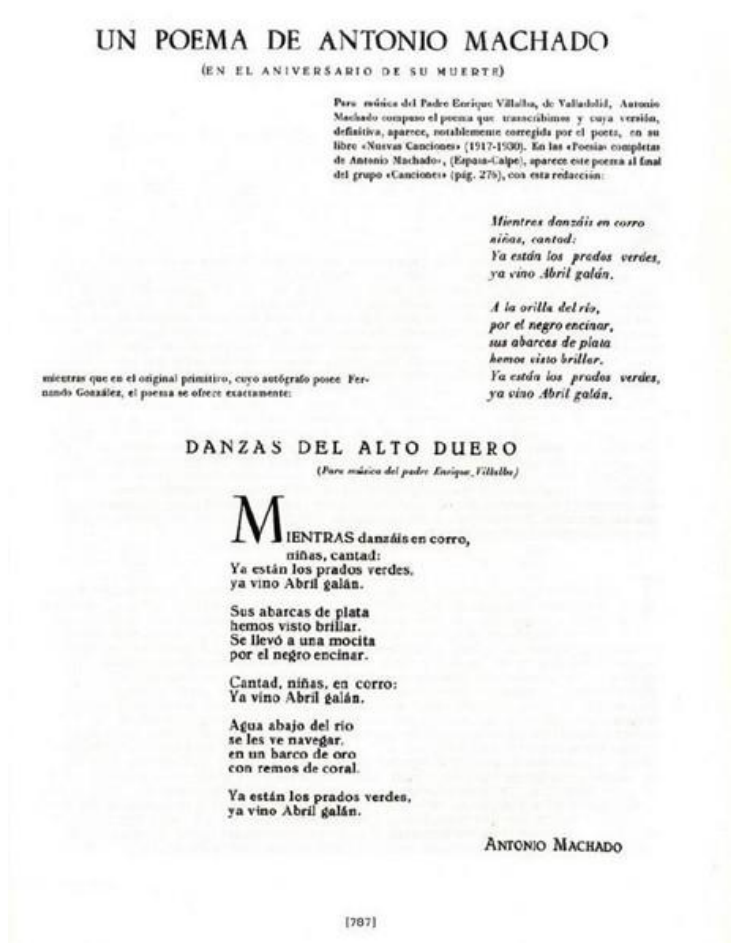 UN POEMA DE ANTONIO MACHADO
(EN EL ANIVERSARIO DE SU MUERTE)
Para música del Padre Enrique Villalba, de Valladolid, Antonio
Machado compuso el poema que transcribimos y cuya versión,
definitiva, aparece, notablemente corregida por el poeta, en su
libro «Nuevas Canciones» (1917-1930). En las «Poesías completas
de Antonio Machado», (Espasa-Calpe), aparece este poema al final
del grupo «Canciones» (pág. 276), con esta redacción:
Mientras danzáis en corro
niñas, cantad:
Ya están los prados verdes,
ya vino Abril galán.
A la orilla del río,
por el negro encinar,
sus abarcas de plata
hemos visto brillar.
Ya están los prados verdes,
ya vino Abril galán.
mientras que en el original primitivo, cuyo autógrafo posee Fer-
nando González, el poema se ofrece exactamente:
DANZAS DEL ALTO DUERO
(Para música del padre Enrique Villalba)
MIENTRAS danzáis en corro,
niñas, cantad:
Ya están los prados verdes,
ya vino Abril galán.
Sus abarcas de plata
hemos visto brillar.
Se llevó a una mocita
por el negro encinar.
Cantad, niñas, en corro:
Ya vino Abril galán.
Agua abajo del río
se les ve navegar,
en un barco de oro
con remos de coral.
Ya están los prados verdes,
ya vino Abril galán.
ANTONIO MACHADO
[787]